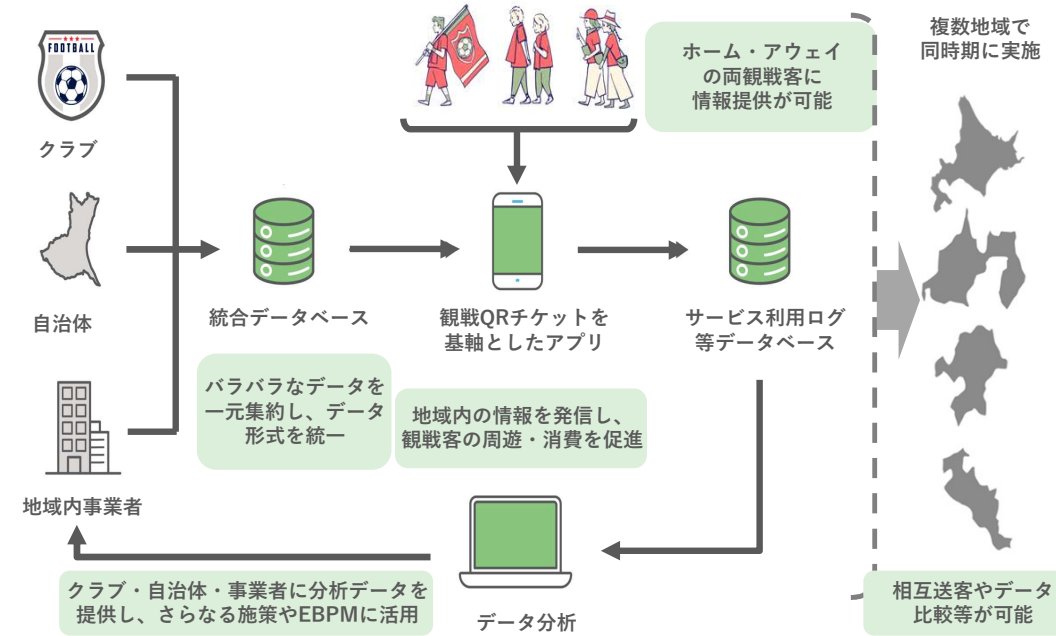 FOOTBALL
クラブ
自治体
地域内事業者
統合データベース
バラバラなデータを
一元集約し、データ
形式を統一
観戦QRチケットを
基軸としたアプリ
地域内の情報を発信し、
観戦客の周遊・消費を促進
ホーム・アウェイ
の両観戦客に
情報提供が可能
サービス利用ログ
等データベース
データ分析
クラブ・自治体・事業者に分析データを
提供し、さらなる施策やEBPMに活用
複数地域で
同時期に実施
相互送客やデータ
比較等が可能